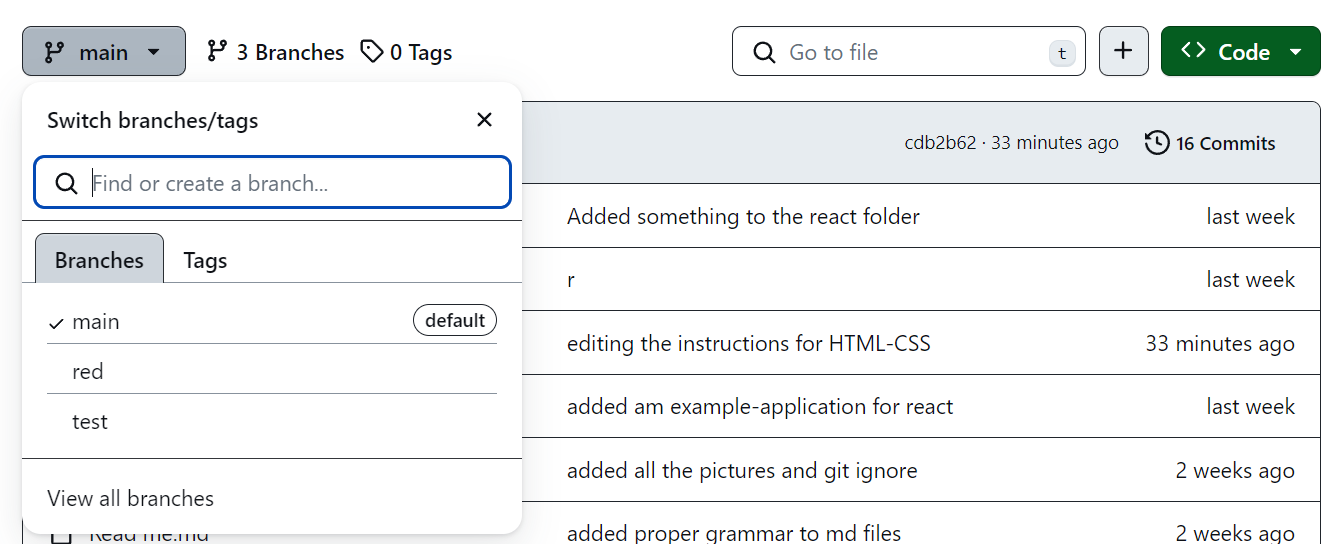 main
3 Branches
0 Tags
Go to file
t
Code
Switch branches/tags
Find or create a branch...
Branches
Tags
main
default
red
test
View all branches
cdb2b62 · 33 minutes ago
16 Commits
Added something to the react folder
last week
r
last week
editing the instructions for HTML-CSS
33 minutes ago
added am example-application for react
last week
added all the pictures and git ignore
2 weeks ago
Read me.md
added proper grammar to md files
2 weeks ago